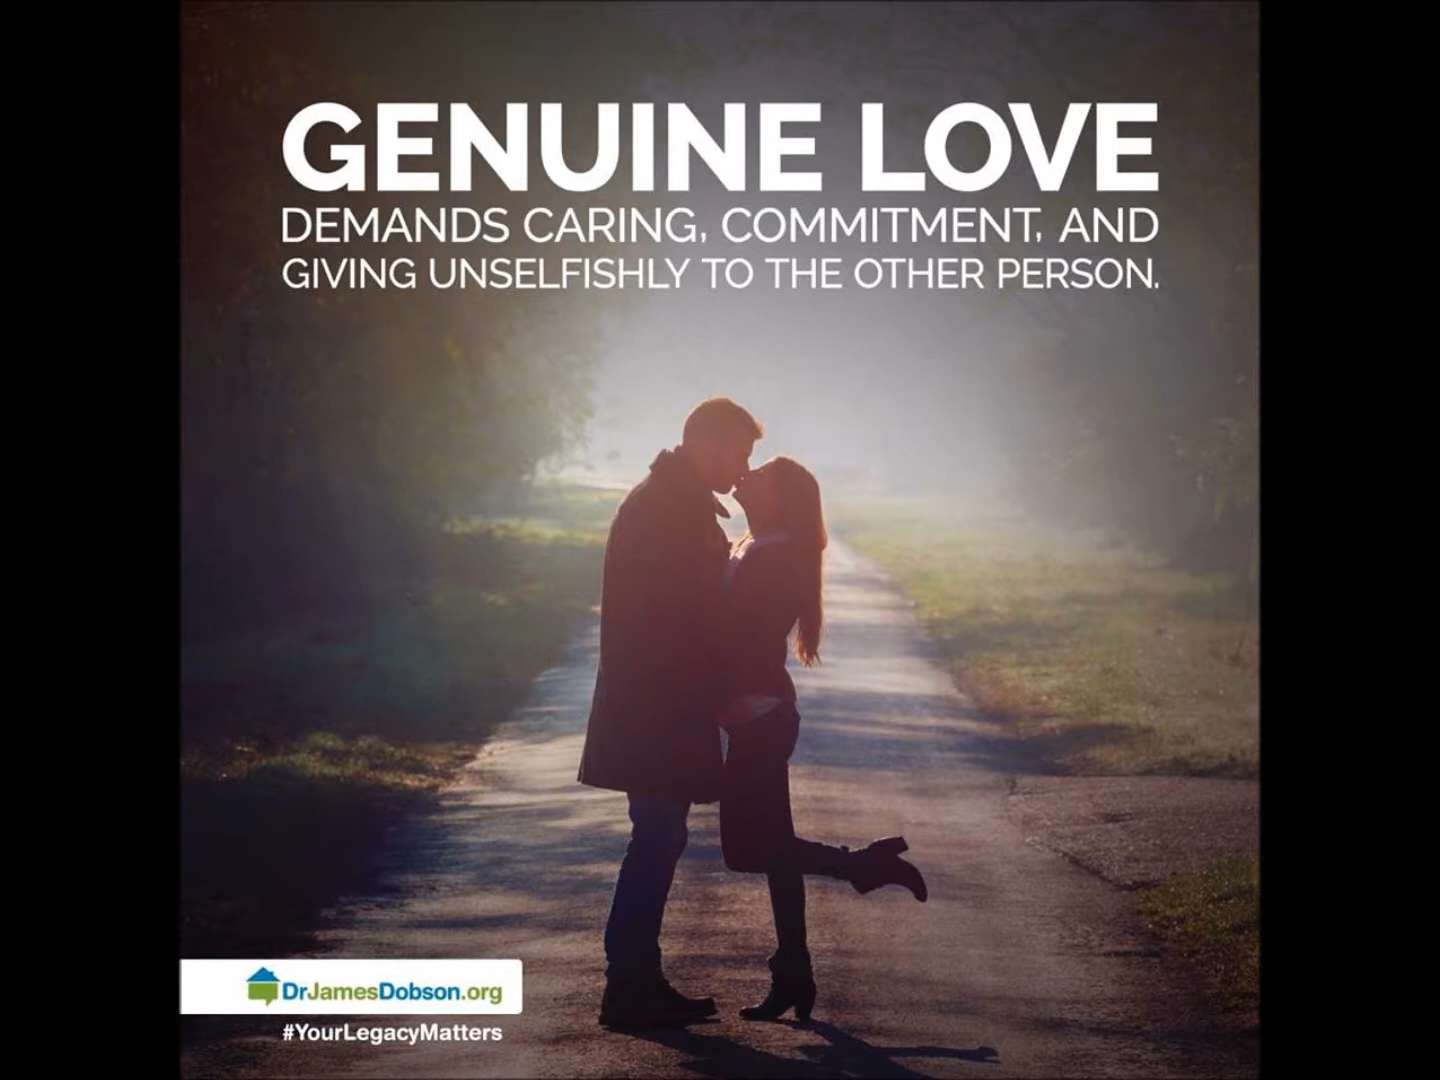 GENUINE LOVE
DEMANDS CARING, COMMITMENT, AND
GIVING UNSELFISHLY TO THE OTHER PERSON.
DrJamesDobson.org
#YourLegacyMatters